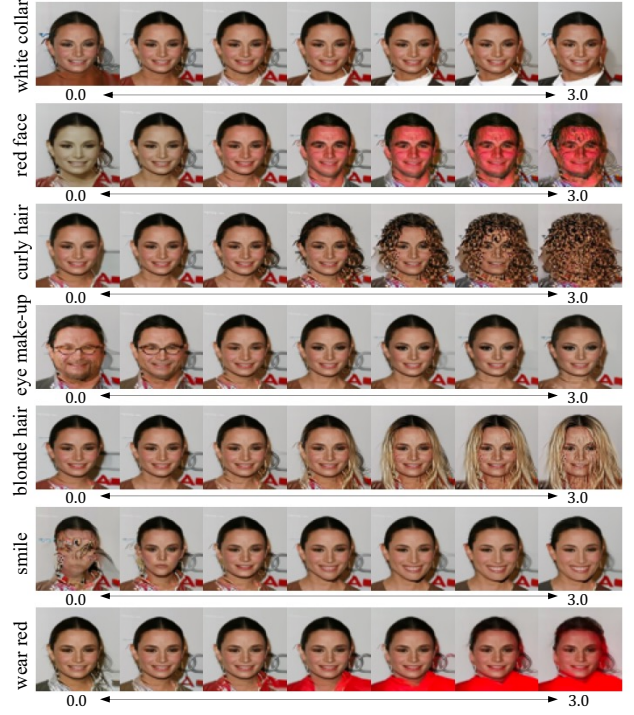 white collar
0.0 3.0
red face
0.0 3.0
curly hair
0.0 3.0
eye make-up
0.0 3.0
blonde hair
0.0 3.0
smile
0.0 3.0
wear red
0.0 3.0